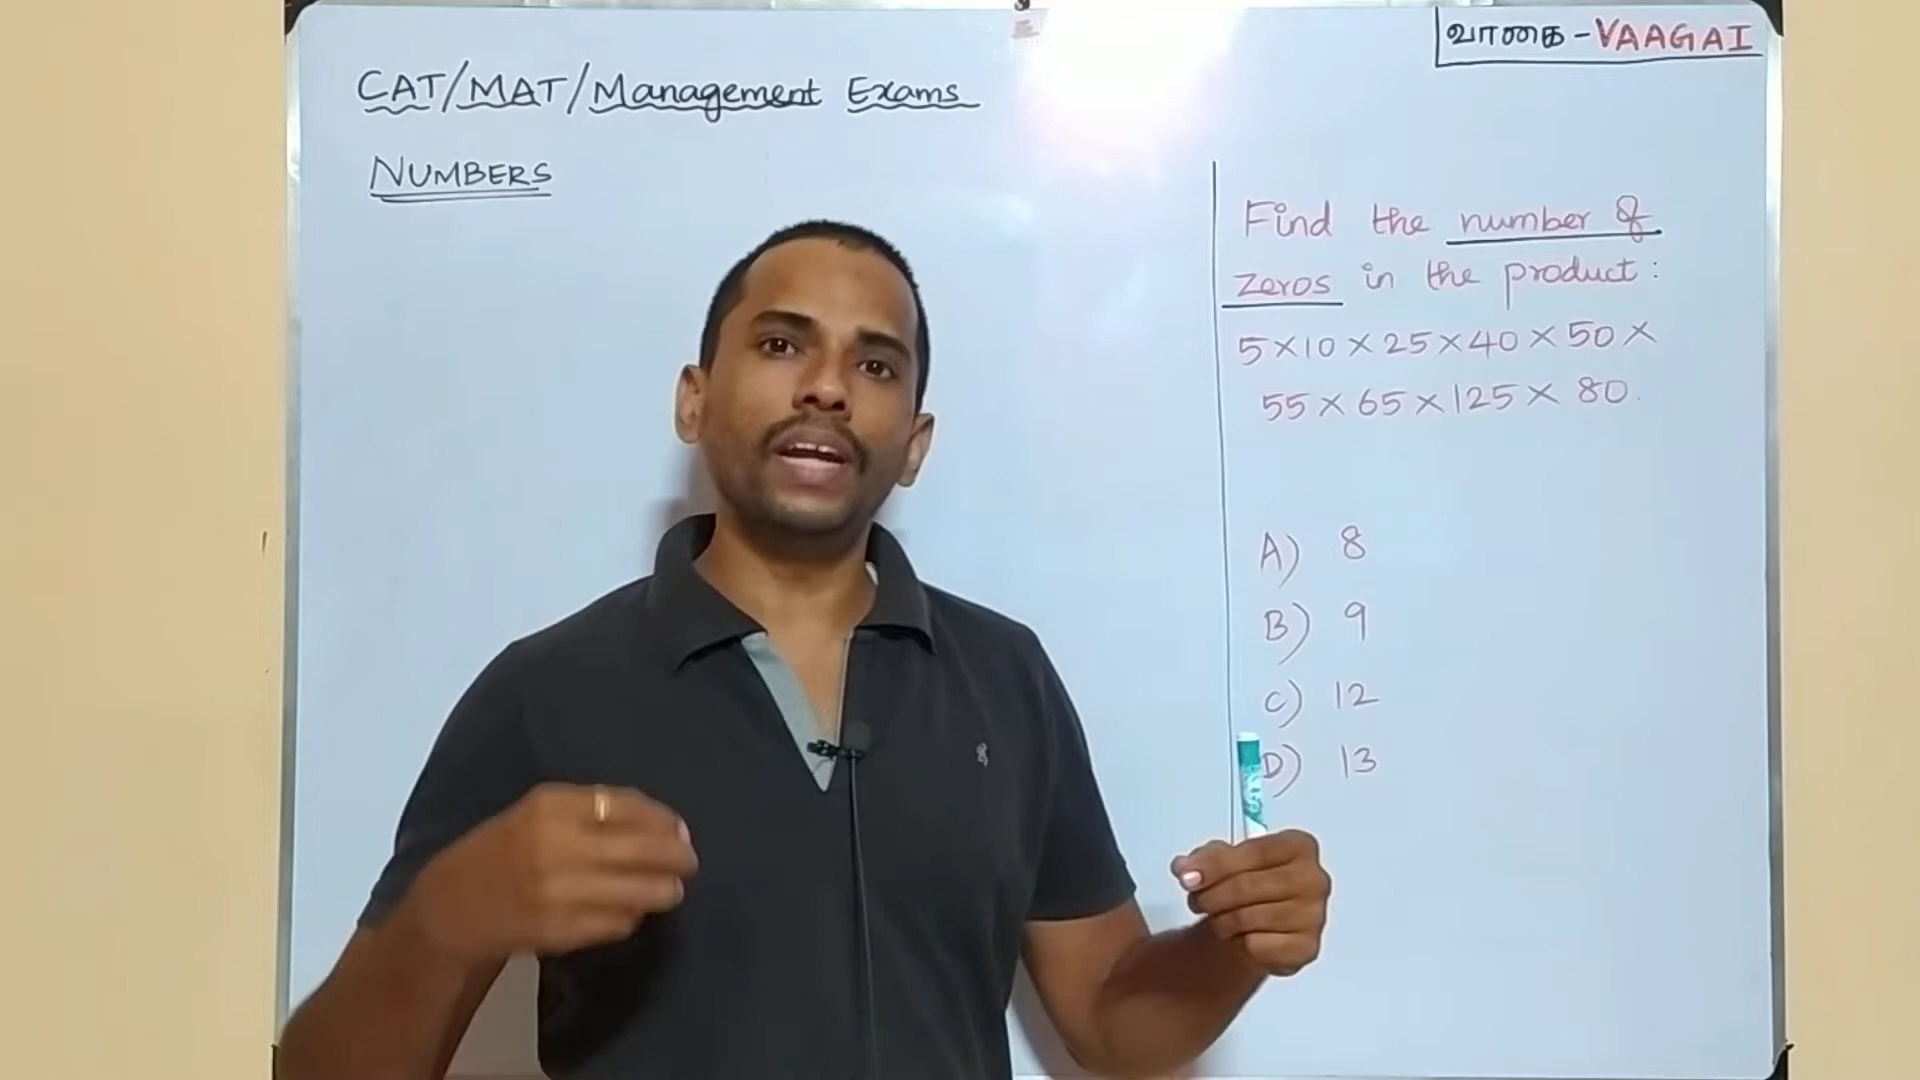 வாகை - VAAGAI
CAT/MAT/Management Exams
NUMBERS
Find the number of
zeros in the product:
5×10×25×40×50×
55×65×125×80.
A) 8
B) 9
C) 12
D) 13